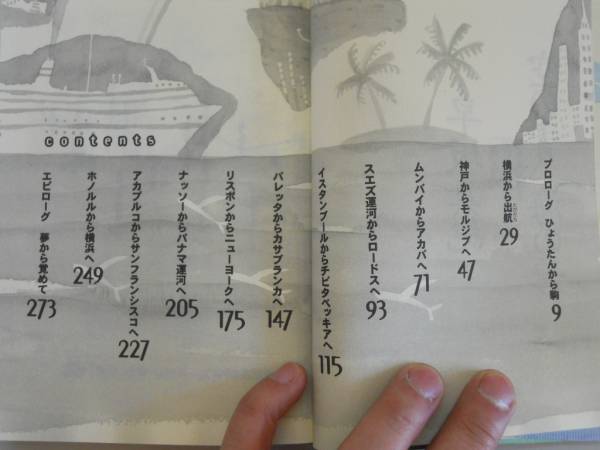 contents
プロローグ ひょうたんから駒 9
横浜から出航 29
神戸からモルジブへ 47
ムンバイからアカバへ 71
スエズ運河からロードスへ 93
イスタンブールからチビタベッキアへ 115
バレッタからカサブランカへ 147
リスボンからニューヨークへ 175
ナッソーからパナマ運河へ 205
アカプルコからサンフランシスコへ 227
ホノルルから横浜へ 249
エピローグ 夢から覚めて 273